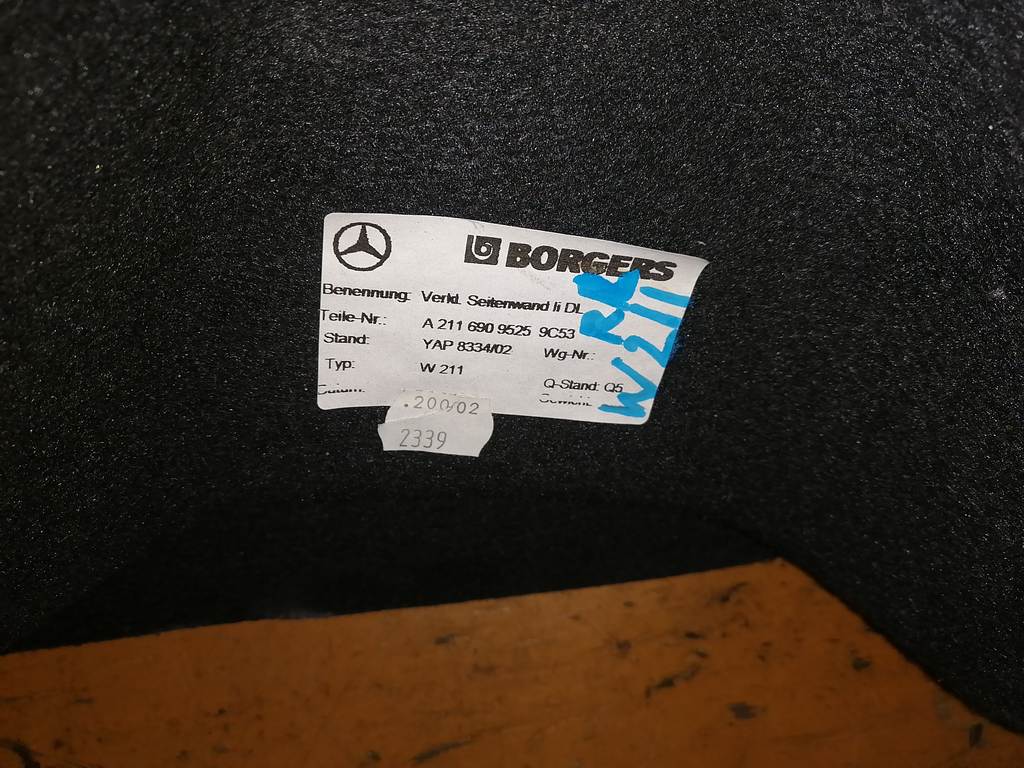 BORGERS
Benennung: Verkl. Seitenwand li DL
Teile-Nr.: A 211 690 9525 9C53
Stand: YAP 8334/02 Wg-Nr.:
Typ: W 211 Q-Stand: Q5
.200/02
2339
W211